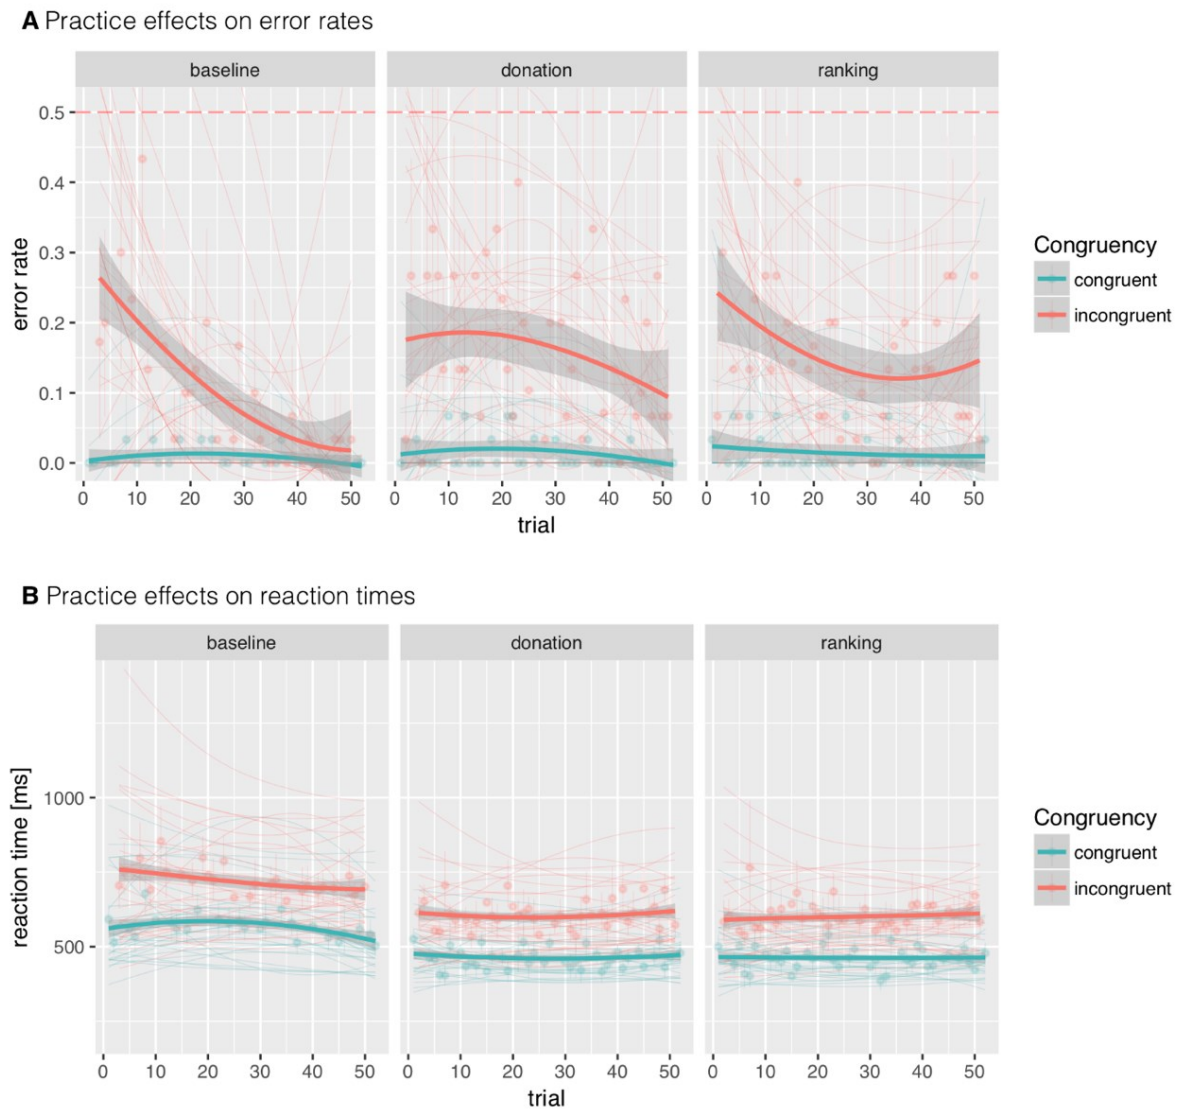 A Practice effects on error rates
baseline donation ranking
0.5
0.4
0.3
0.2
0.1
0.0
error rate
0 10 20 30 40 50 0 10 20 30 40 50 0 10 20 30 40 50
trial
Congruency
congruent
incongruent
B Practice effects on reaction times
baseline donation ranking
1000
500
reaction time [ms]
0 10 20 30 40 50 0 10 20 30 40 50 0 10 20 30 40 50
trial
Congruency
congruent
incongruent